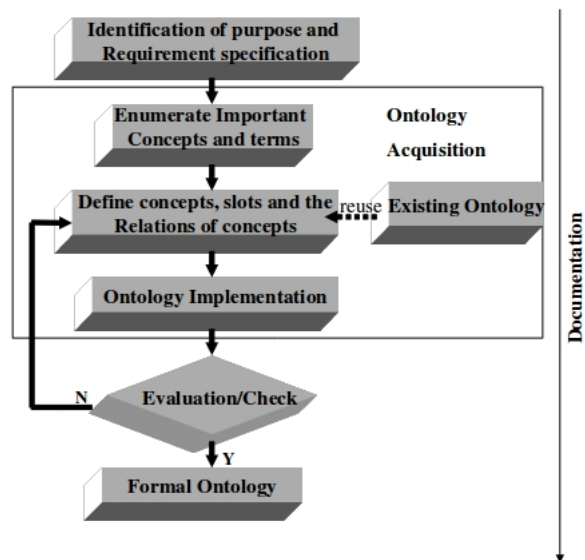 Identification of purpose and
Requirement specification
Enumerate Important
Concepts and terms
Ontology
Acquisition
Define concepts, slots and the
Relations of concepts
reuse
Existing Ontology
Ontology Implementation
Evaluation/Check
N
Y
Formal Ontology
Documentation